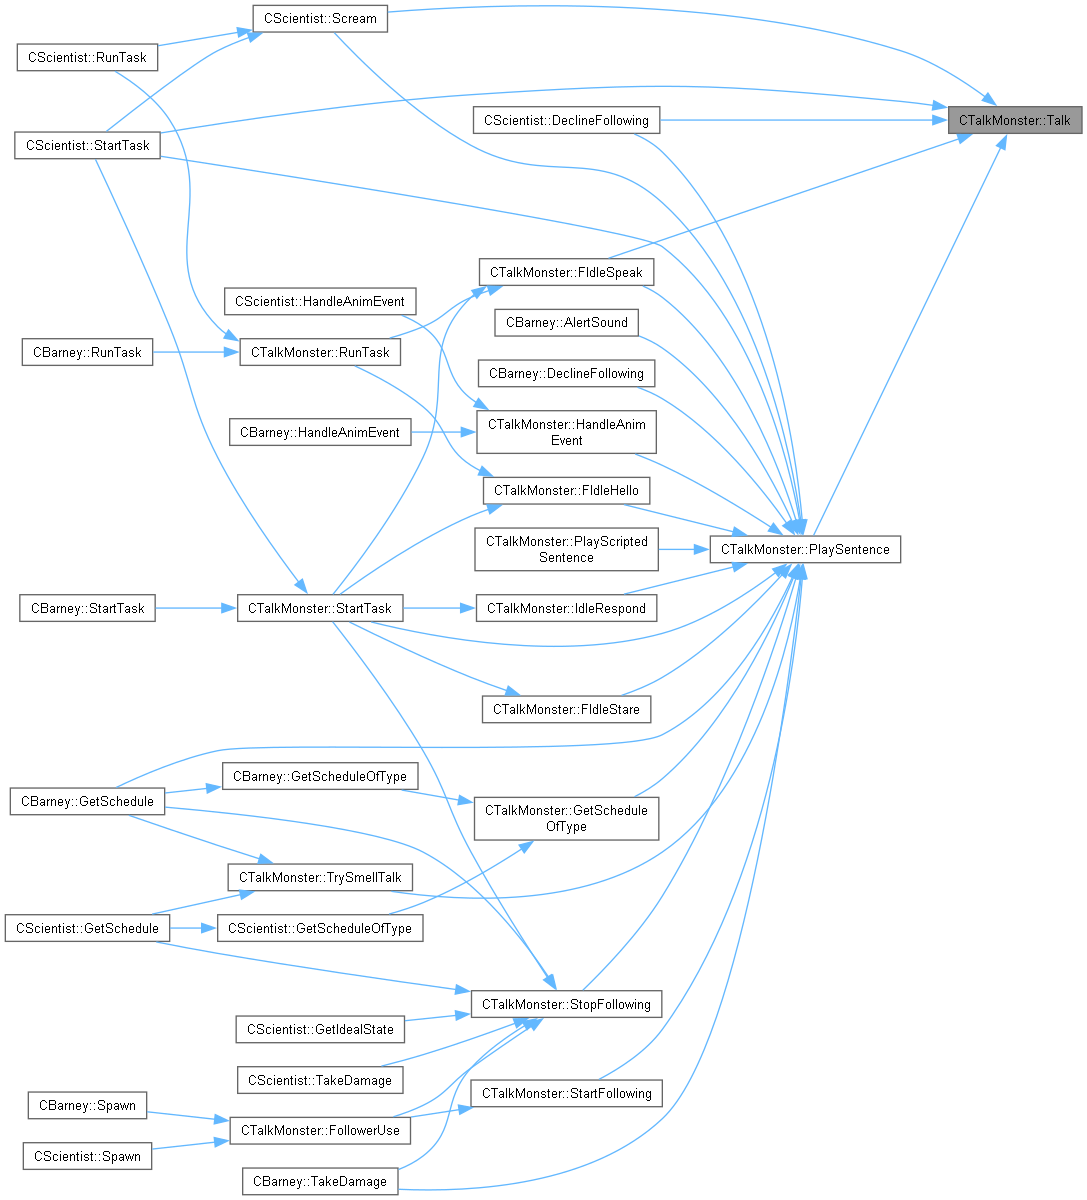 CScientist::Scream
CScientist::RunTask
CTalkMonster::Talk
CScientist::DeclineFollowing
CScientist::StartTask
CTalkMonster::FIdleSpeak
CScientist::HandleAnimEvent
CBarney::AlertSound
CBarney::RunTask
CTalkMonster::RunTask
CBarney::DeclineFollowing
CTalkMonster::HandleAnim
Event
CBarney::HandleAnimEvent
CTalkMonster::FIdleHello
CTalkMonster::PlayScripted
Sentence
CTalkMonster::PlaySentence
CBarney::StartTask
CTalkMonster::StartTask
CTalkMonster::IdleRespond
CTalkMonster::FIdleStare
CBarney::GetScheduleOfType
CBarney::GetSchedule
CTalkMonster::GetSchedule
OfType
CTalkMonster::TrySmellTalk
CScientist::GetSchedule
CScientist::GetScheduleOfType
CTalkMonster::StopFollowing
CScientist::GetIdealState
CScientist::TakeDamage
CTalkMonster::StartFollowing
CBarney::Spawn
CTalkMonster::FollowerUse
CScientist::Spawn
CBarney::TakeDamage